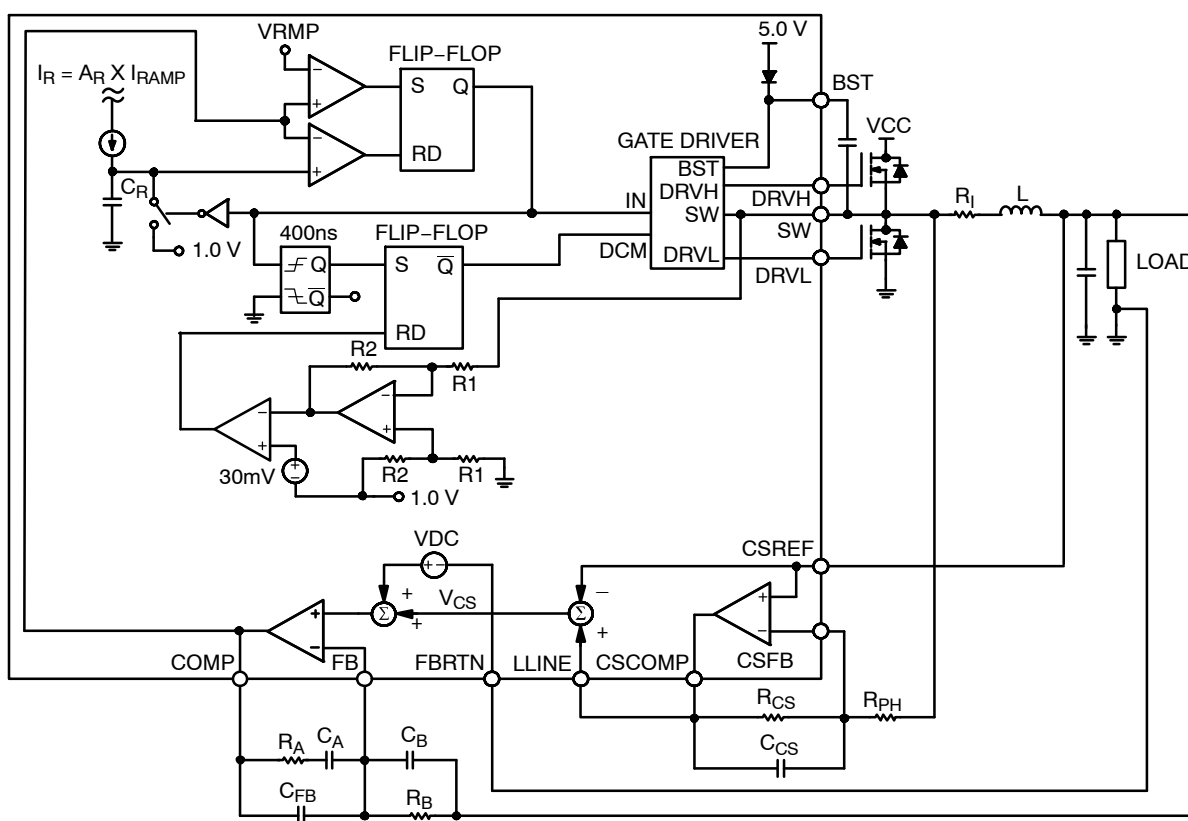 VRMP
5.0 V
FLIP–FLOP
I_R = A_R X I_RAMP
S Q
BST
VCC
GATE DRIVER
RD
BST
DRVH
C_R
IN
SW
DRVH
R_I
L
1.0 V
400ns
FLIP–FLOP
DCM
SW
Q
S Q̅
DRVL
DRVL
LOAD
Q̅
RD
R2
R1
R2
R1
30mV
1.0 V
VDC
CSREF
+ −
V_CS
Σ
Σ
COMP
FB
FBRTN
LLINE
CSCOMP
CSFB
R_CS
R_PH
R_A
C_A
C_B
C_CS
C_FB
R_B